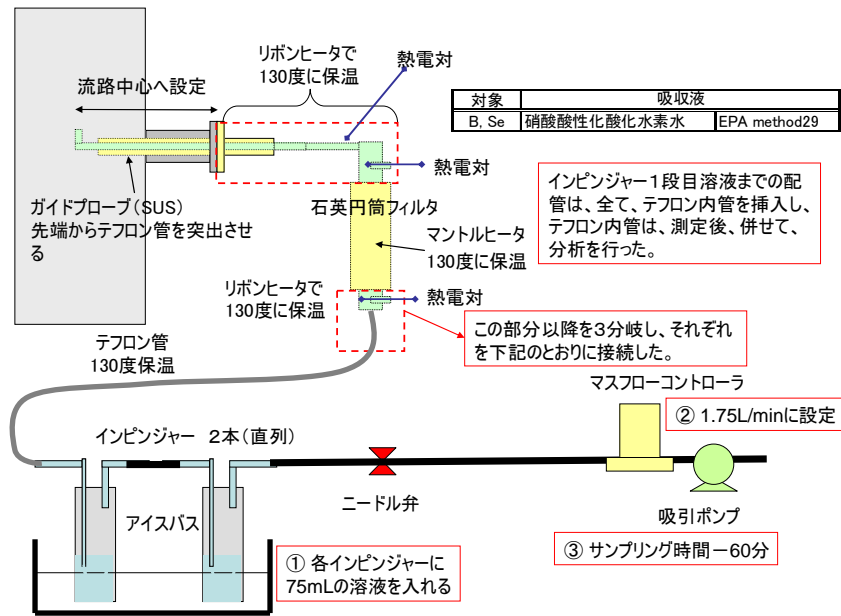 リボンヒータで
130度に保温
熱電対
流路中心へ設定
対象 吸収液
B, Se 硝酸酸性化酸化水素水 EPA method29
熱電対
ガイドプローブ(SUS)
先端からテフロン管を突出させ
る
石英円筒フィルタ
インピンジャー1段目溶液までの配
管は、全て、テフロン内管を挿入し、
テフロン内管は、測定後、併せて、
分析を行った。
マントルヒータ
130度に保温
リボンヒータで
130度に保温
熱電対
この部分以降を3分岐し、それぞれ
を下記のとおりに接続した。
テフロン管
130度保温
マスフローコントローラ
② 1.75L/minに設定
インピンジャー 2本(直列)
ニードル弁
アイスバス
吸引ポンプ
① 各インピンジャーに
75mLの溶液を入れる
③ サンプリング時間-60分